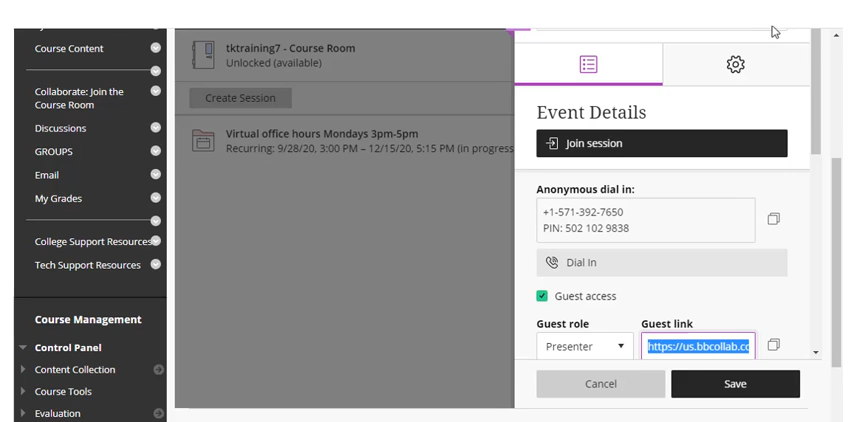 Course Content
Collaborate: Join the
Course Room
Discussions
GROUPS
Email
My Grades
College Support Resources
Tech Support Resources
Course Management
Control Panel
Content Collection
Course Tools
Evaluation
tktraining7 - Course Room
Unlocked (available)
Create Session
Virtual office hours Mondays 3pm-5pm
Recurring: 9/28/20, 3:00 PM – 12/15/20, 5:15 PM (in progress
Event Details
Join session
Anonymous dial in:
+1-571-392-7650
PIN: 502 102 9838
Dial In
Guest access
Guest role
Guest link
Presenter
https://us.bbcollab.cc
Cancel
Save